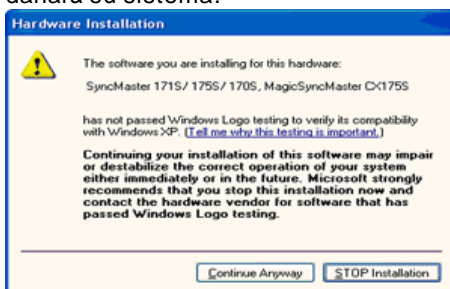 Hardware Installation
The software you are installing for this hardware:
SyncMaster 171S/ 175S/ 170S, MagicSyncMaster CX175S
has not passed Windows Logo testing to verify its compatibility
with Windows XP. (Tell me why this testing is important.)
Continuing your installation of this software may impair
or destabilize the correct operation of your system
either immediately or in the future. Microsoft strongly
recommends that you stop this installation now and
contact the hardware vendor for software that has
passed Windows Logo testing.
Continue Anyway
STOP Installation